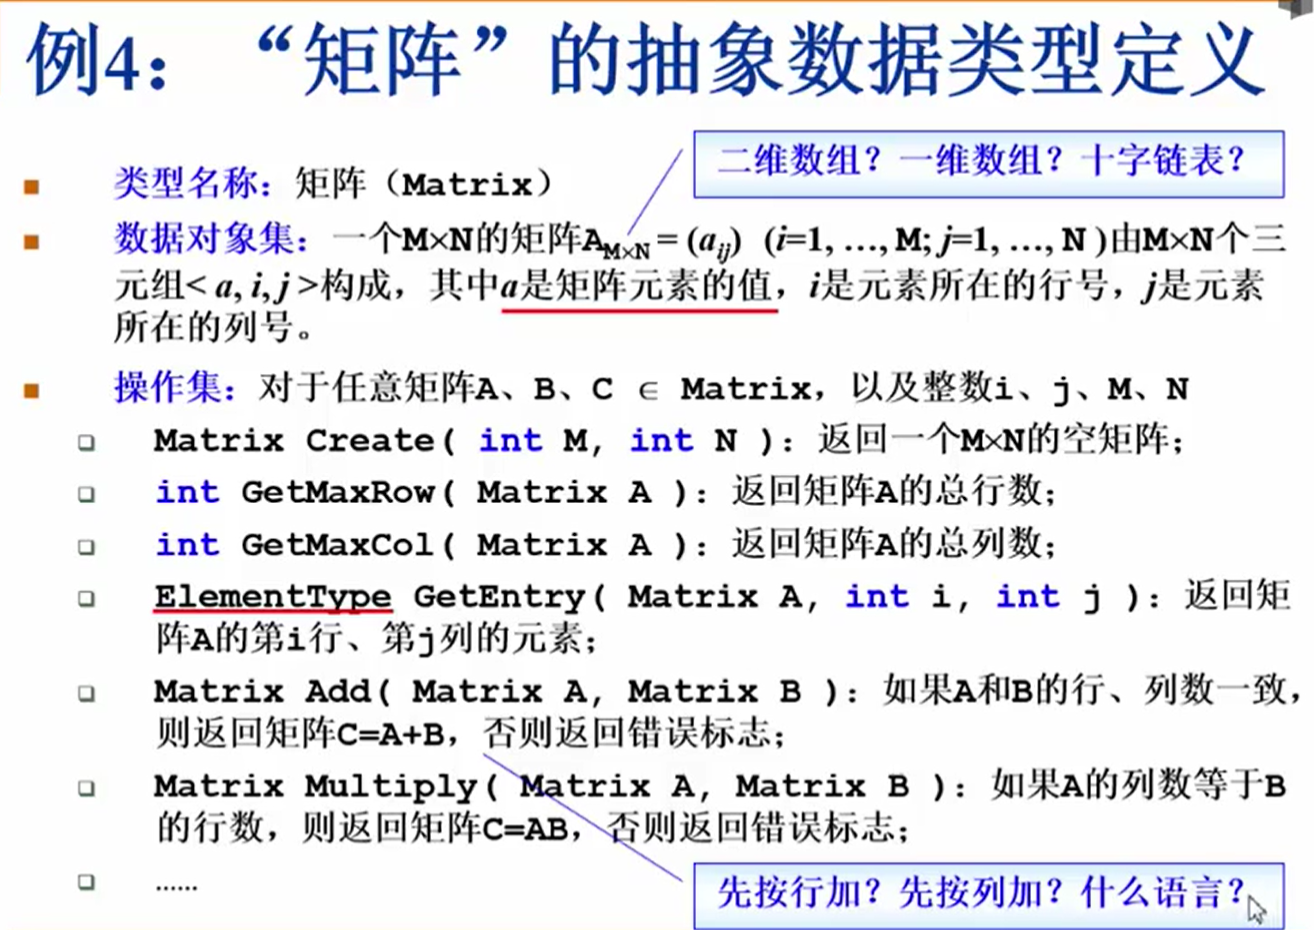 例4：“矩阵”的抽象数据类型定义
二维数组？一维数组？十字链表？
类型名称：矩阵（Matrix）
数据对象集：一个M×N的矩阵A_{M×N} = (a_{ij}) (i=1, …, M; j=1, …, N )由M×N个三
元组< a, i, j >构成，其中a是矩阵元素的值，i是元素所在的行号，j是元素
所在的列号。
操作集：对于任意矩阵A、B、C ∈ Matrix，以及整数i、j、M、N
Matrix Create( int M, int N )：返回一个M×N的空矩阵；
int GetMaxRow( Matrix A )：返回矩阵A的总行数；
int GetMaxCol( Matrix A )：返回矩阵A的总列数；
ElementType GetEntry( Matrix A, int i, int j )：返回矩
阵A的第i行、第j列的元素；
Matrix Add( Matrix A, Matrix B )：如果A和B的行、列数一致，
则返回矩阵C=A+B，否则返回错误标志；
Matrix Multiply( Matrix A, Matrix B )：如果A的列数等于B
的行数，则返回矩阵C=AB，否则返回错误标志；
……
先按行加？先按列加？什么语言？